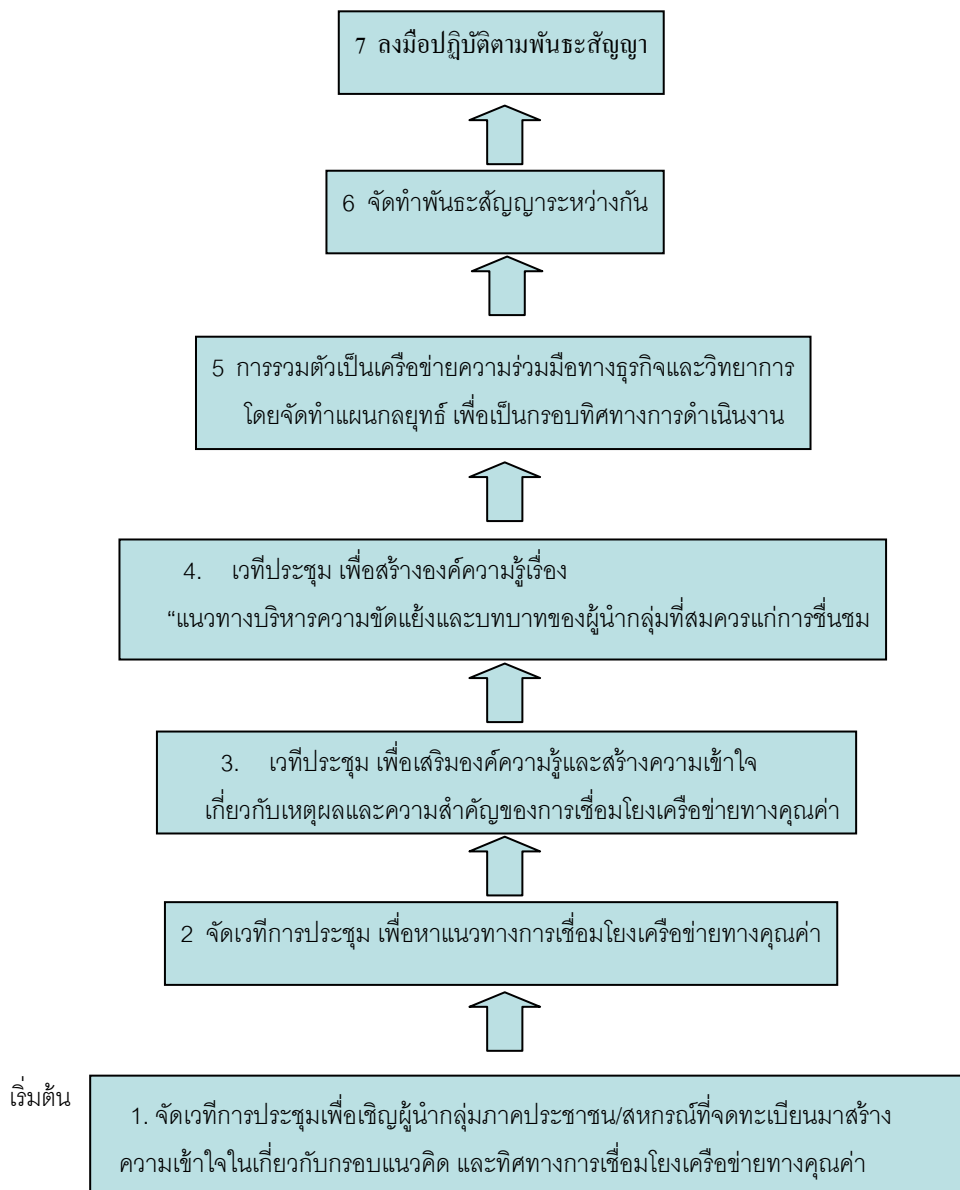 7 ลงมือปฏิบัติตามพันธะสัญญา
6 จัดทำพันธะสัญญาระหว่างกัน
5 การรวมตัวเป็นเครือข่ายความร่วมมือทางธุรกิจและวิทยาการ
โดยจัดทำแผนกลยุทธ์ เพื่อเป็นกรอบทิศทางการดำเนินงาน
4. เวทีประชุม เพื่อสร้างองค์ความรู้เรื่อง
“แนวทางบริหารความขัดแย้งและบทบาทของผู้นำกลุ่มที่สมควรแก่การชื่นชม
3. เวทีประชุม เพื่อเสริมองค์ความรู้และสร้างความเข้าใจ
เกี่ยวกับเหตุผลและความสำคัญของการเชื่อมโยงเครือข่ายทางคุณค่า
2 จัดเวทีการประชุม เพื่อหาแนวทางการเชื่อมโยงเครือข่ายทางคุณค่า
เริ่มต้น
1. จัดเวทีการประชุมเพื่อเชิญผู้นำกลุ่มภาคประชาชน/สหกรณ์ที่จดทะเบียนมาสร้าง
ความเข้าใจในเกี่ยวกับกรอบแนวคิด และทิศทางการเชื่อมโยงเครือข่ายทางคุณค่า